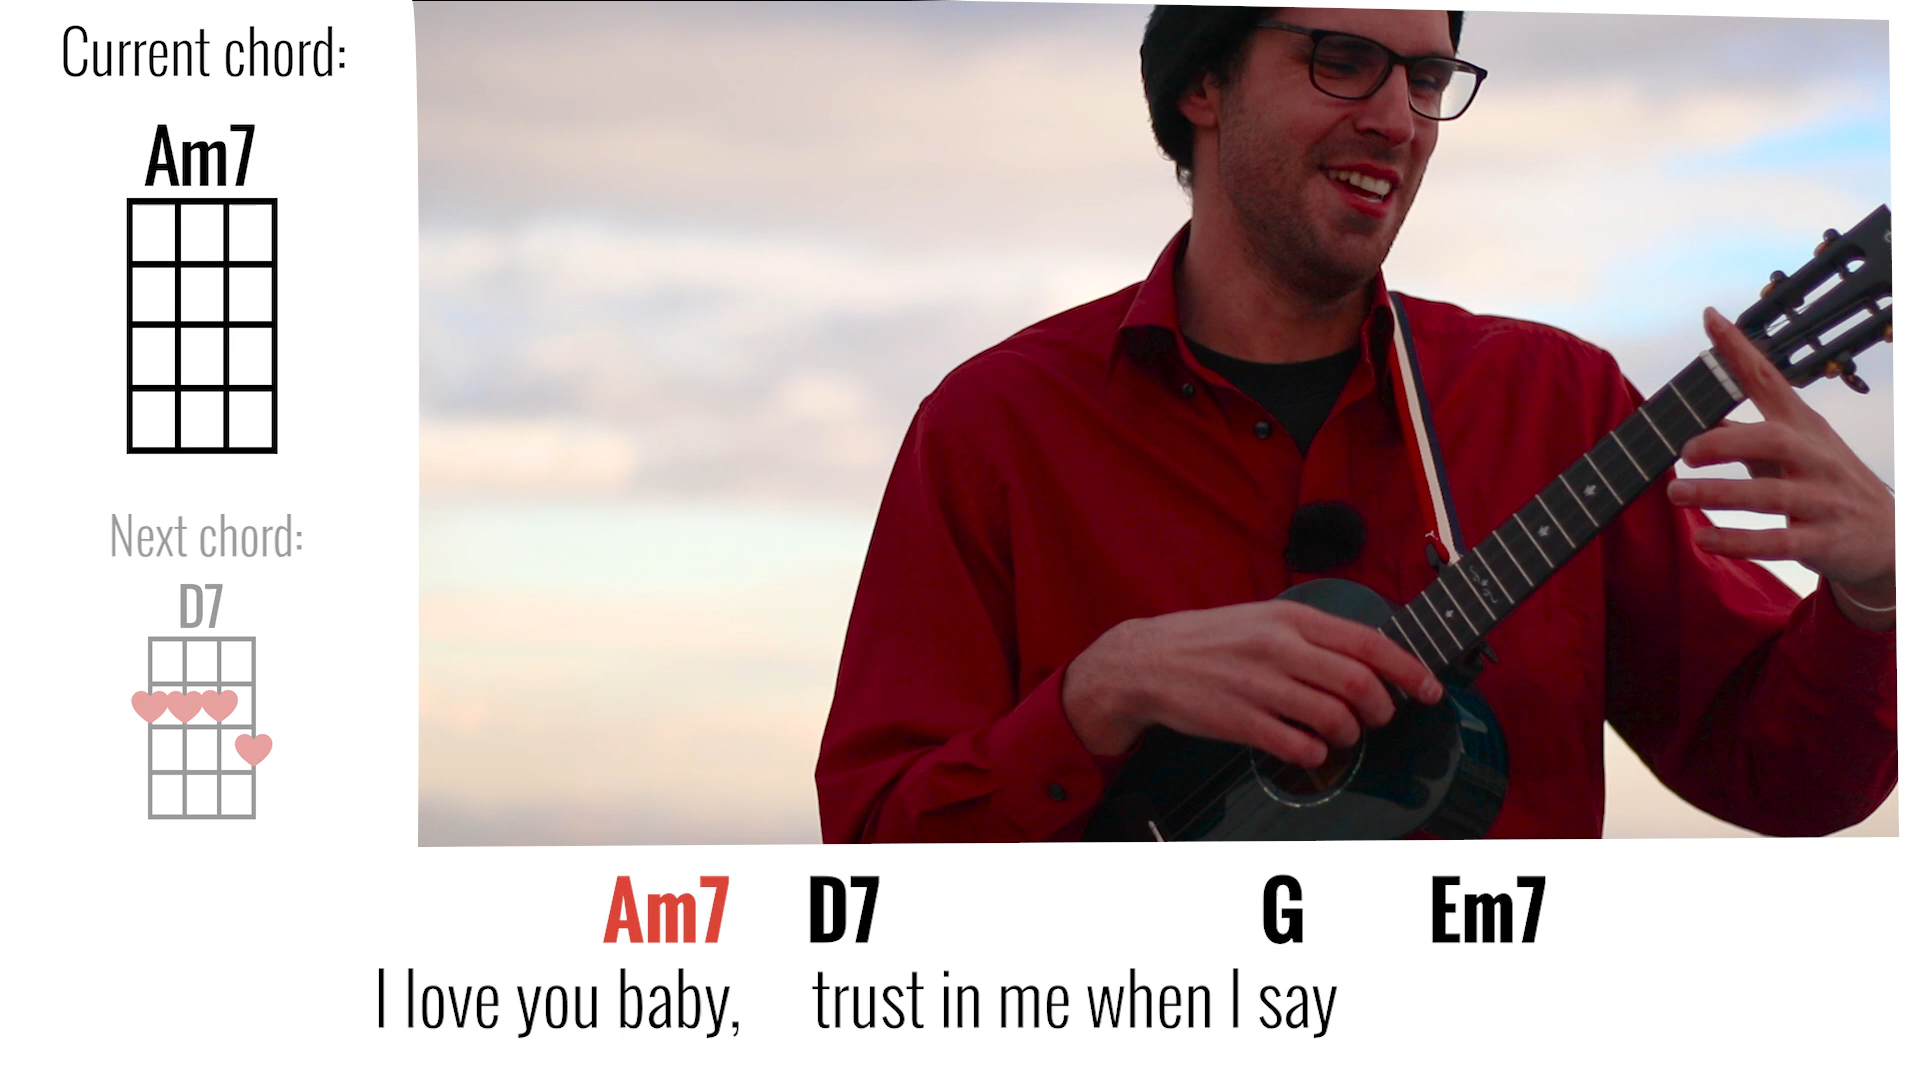 Current chord:
Am7
Next chord:
D7
Am7 D7 G Em7
I love you baby, trust in me when I say